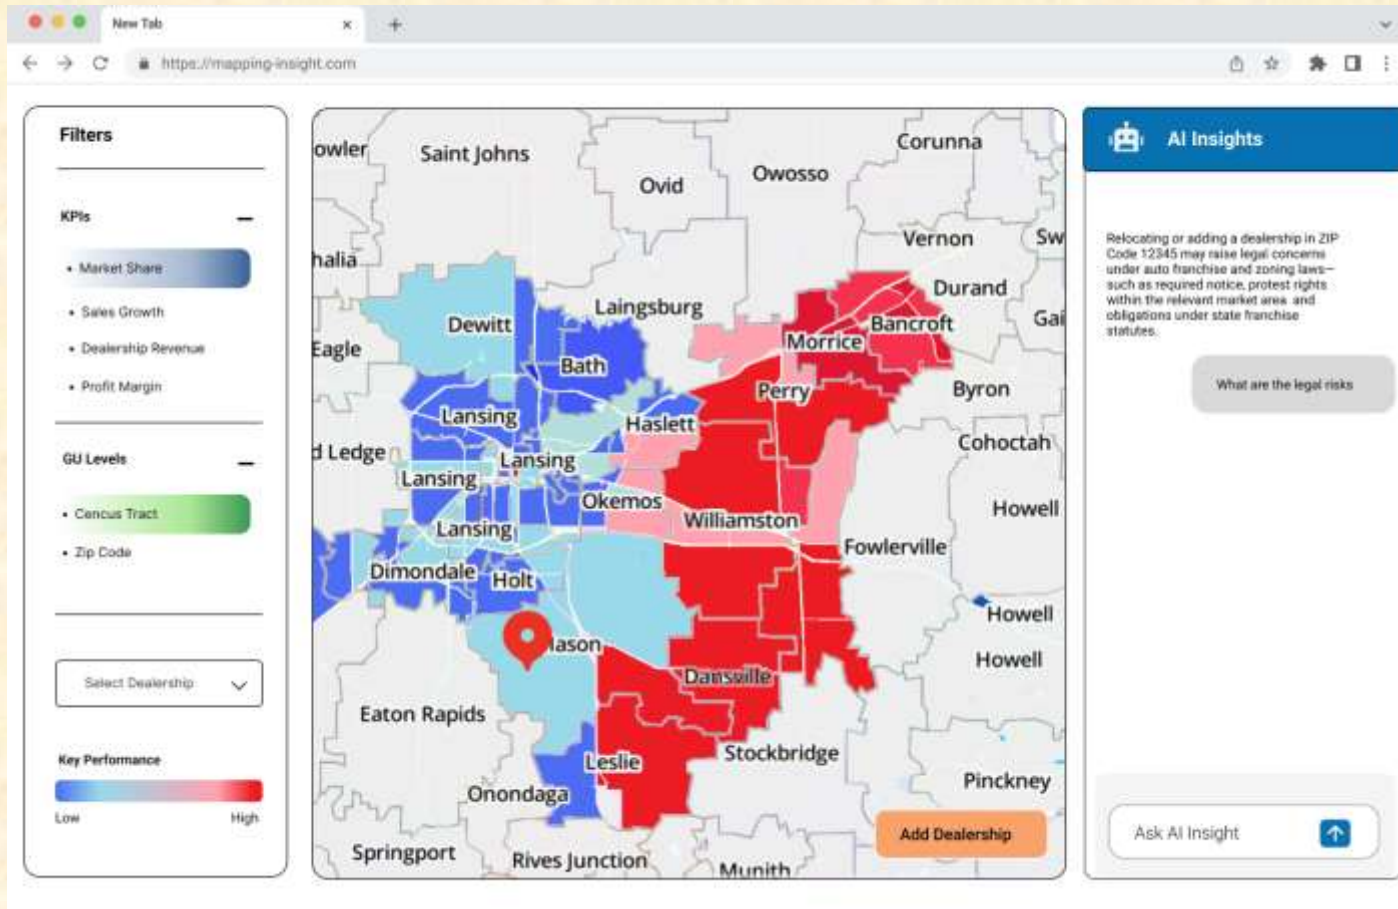 New Tab
https://mapping-insight.com
Filters
KPIs
• Market Share
• Sales Growth
• Dealership Revenue
• Profit Margin
GU Levels
• Cencus Tract
• Zip Code
Select Dealership
Key Performance
Low High
owler
Saint Johns
Ovid
Owosso
Corunna
Vernon
Sw
halia
Laingsburg
Durand
Gai
Dewitt
Bancroft
Morrice
Eagle
Bath
Perry
Byron
Lansing
Haslett
Cohoctah
d Ledge
Lansing
Lansing
Okemos
Howell
Williamston
Lansing
Fowlerville
Dimondale
Holt
Howell
ason
Howell
Dansville
Eaton Rapids
Stockbridge
Leslie
Pinckney
Onondaga
Add Dealership
Springport
Rives Junction
Munith
AI Insights
Relocating or adding a dealership in ZIP
Code 12345 may raise legal concerns
under auto franchise and zoning laws—
such as required notice, protest rights
within the relevant market area and
obligations under state franchise
statutes.
What are the legal risks
Ask AI Insight